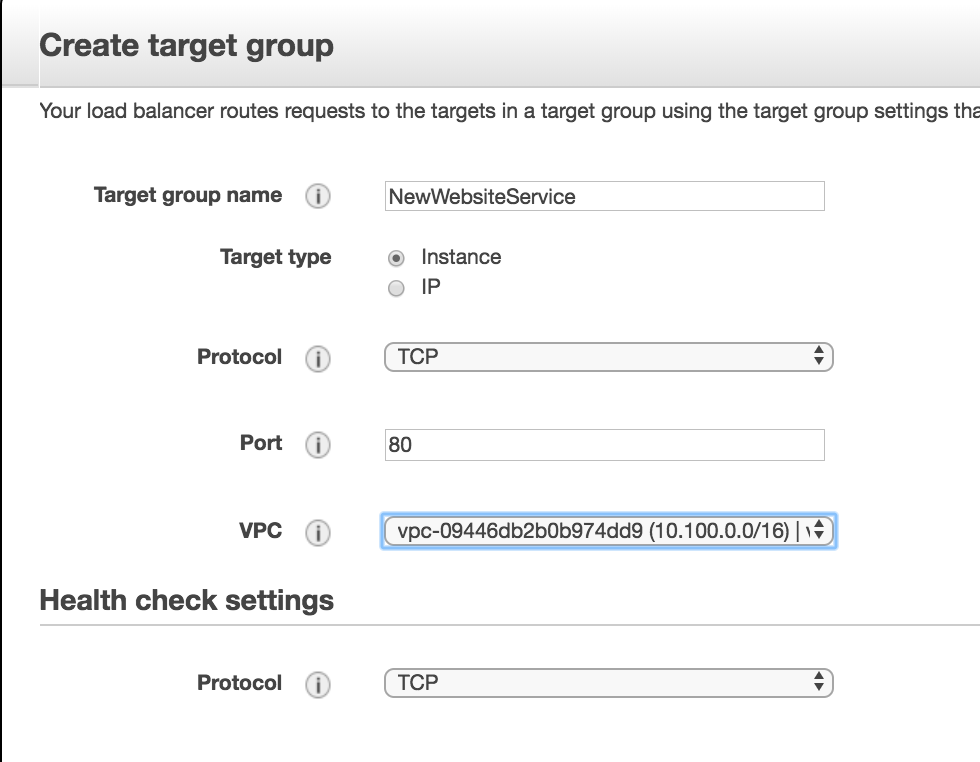 Create target group
Your load balancer routes requests to the targets in a target group using the target group settings
Target group name i NewWebsiteService
Target type Instance
IP
Protocol i TCP
Port i 80
VPC i vpc-09446db2b0b974dd9 (10.100.0.0/16) |
Health check settings
Protocol i TCP